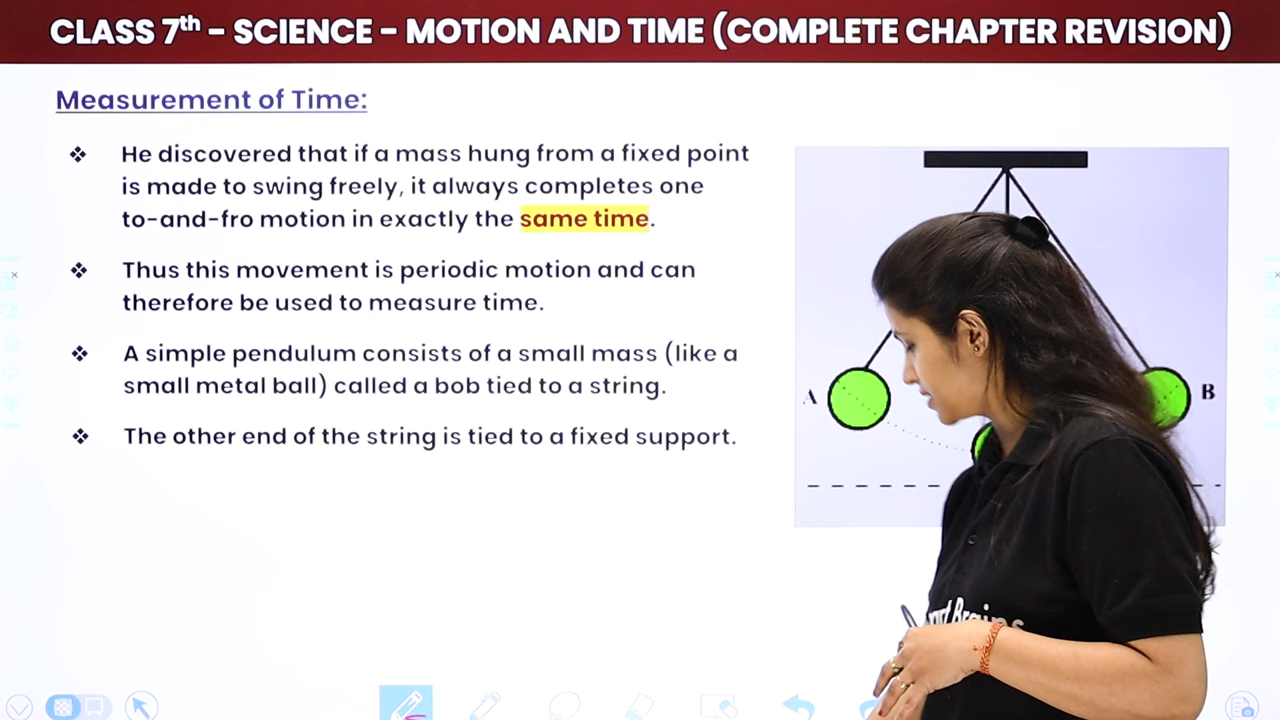 CLASS 7th - SCIENCE - MOTION AND TIME (COMPLETE CHAPTER REVISION)
Measurement of Time:
❖ He discovered that if a mass hung from a fixed point
is made to swing freely, it always completes one
to-and-fro motion in exactly the same time.
❖ Thus this movement is periodic motion and can
therefore be used to measure time.
❖ A simple pendulum consists of a small mass (like a
small metal ball) called a bob tied to a string.
❖ The other end of the string is tied to a fixed support.
A
B
Brains